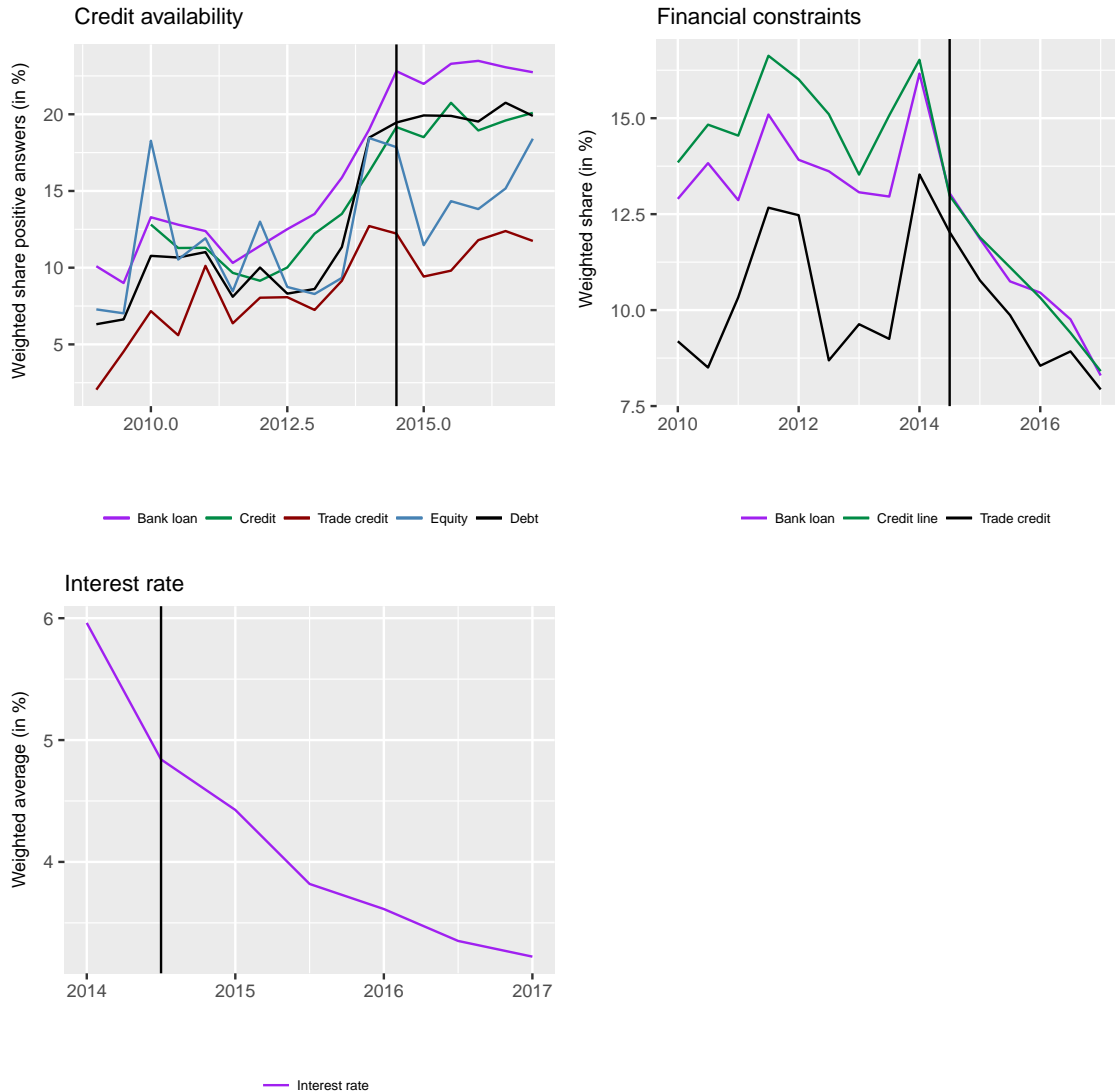 Credit availability
Weighted share positive answers (in %)
20
15
10
5
2010.0 2012.5 2015.0
Bank loan Credit Trade credit Equity Debt
Financial constraints
Weighted share (in %)
15.0
12.5
10.0
7.5
2010 2012 2014 2016
Bank loan Credit line Trade credit
Interest rate
Weighted average (in %)
6
5
4
2014 2015 2016 2017
Interest rate